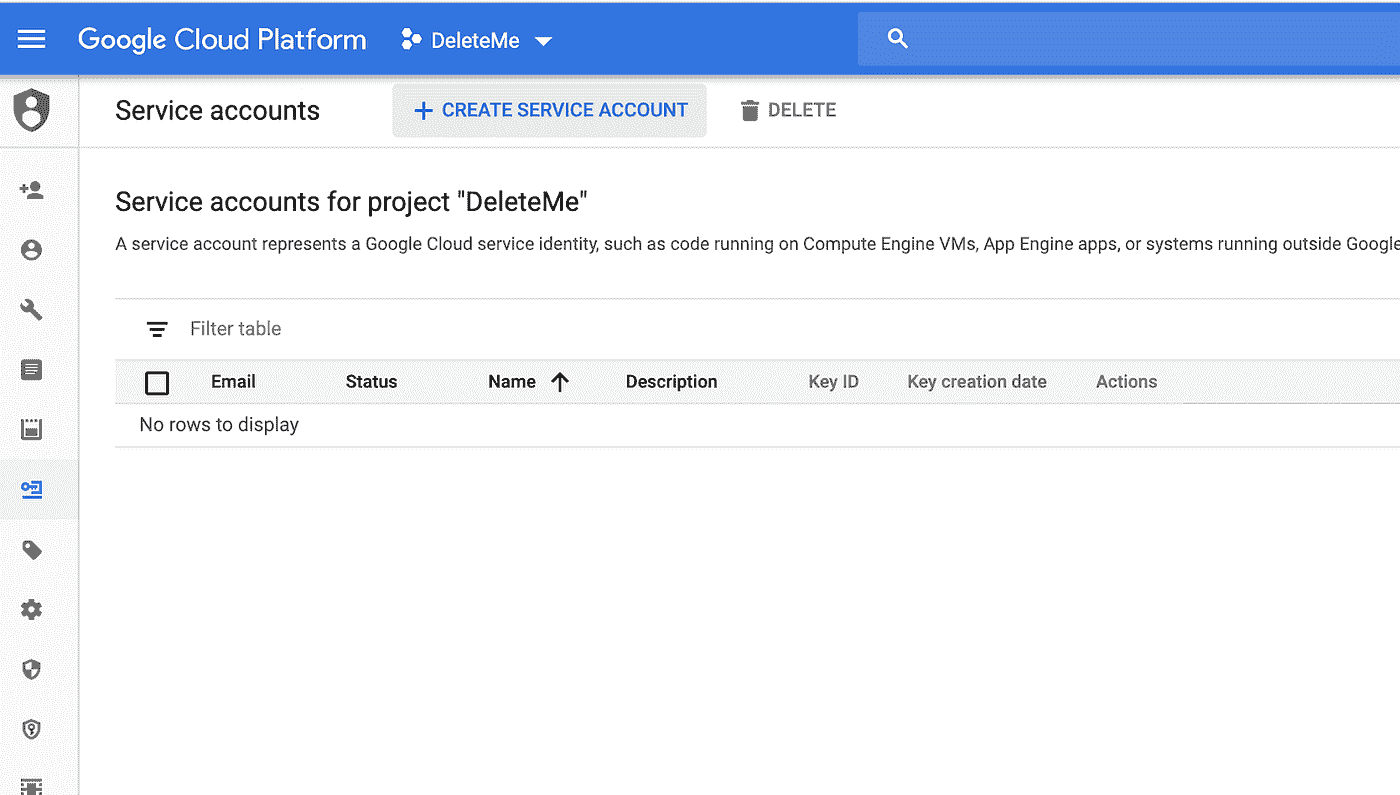 Google Cloud Platform DeleteMe
Service accounts + CREATE SERVICE ACCOUNT DELETE
Service accounts for project "DeleteMe"
A service account represents a Google Cloud service identity, such as code running on Compute Engine VMs, App Engine apps, or systems running outside Google
Filter table
Email Status Name Description Key ID Key creation date Actions
No rows to display